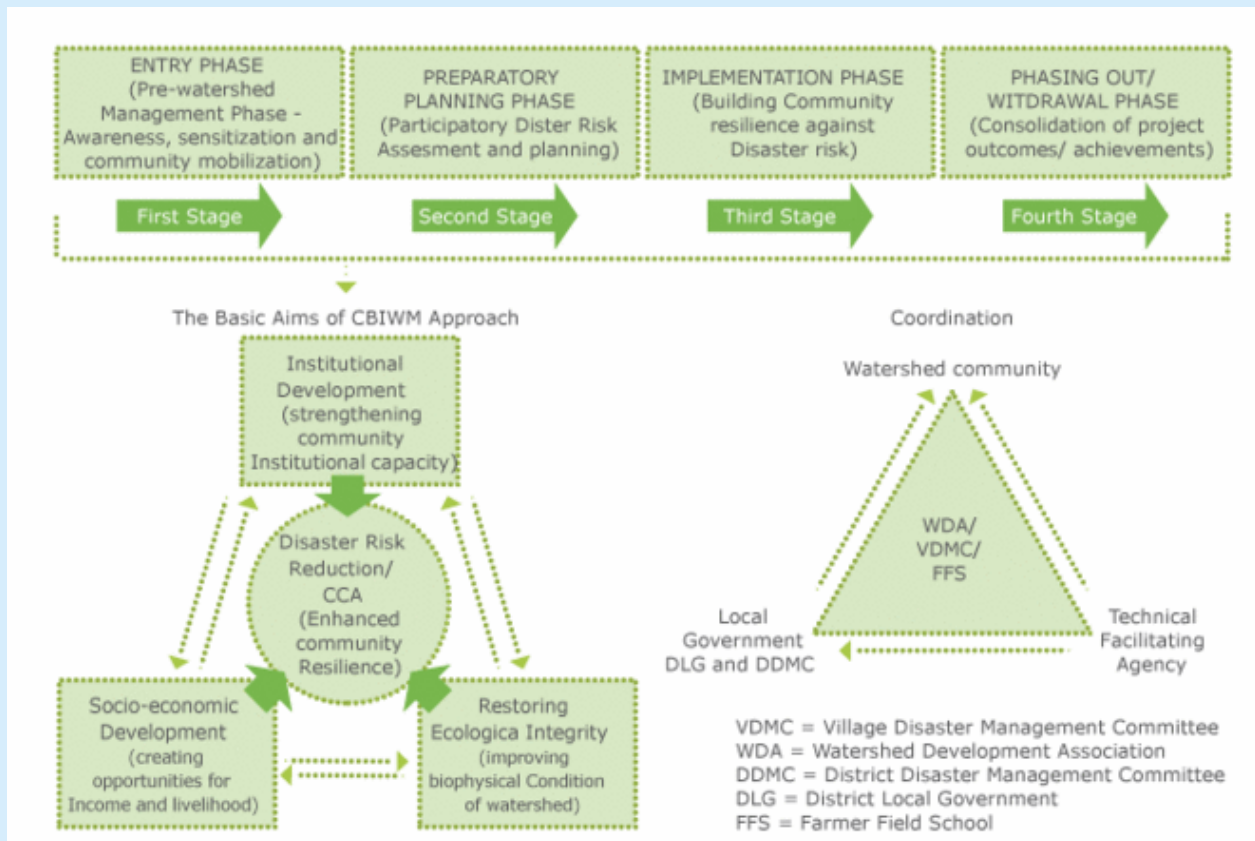 ENTRY PHASE
(Pre-watershed
Management Phase -
Awareness, sensitization and
community mobilization)
PREPARATORY
PLANNING PHASE
(Participatory Dister Risk
Assesment and planning)
IMPLEMENTATION PHASE
(Building Community
resilience against
Disaster risk)
PHASING OUT/
WITDRAWAL PHASE
(Consolidation of project
outcomes/ achievements)
First Stage
Second Stage
Third Stage
Fourth Stage
The Basic Aims of CBIWM Approach
Institutional
Development
(strengthening
community
Institutional capacity)
Disaster Risk
Reduction/
CCA
(Enhanced
community
Resilience)
Socio-economic
Development
(creating
opportunities for
Income and livelihood)
Restoring
Ecologica Integrity
(improving
biophysical Condition
of watershed)
Coordination
Watershed community
WDA/
VDMC/
FFS
Local
Government
DLG and DDMC
Technical
Facilitating
Agency
VDMC = Village Disaster Management Committee
WDA = Watershed Development Association
DDMC = District Disaster Management Committee
DLG = District Local Government
FFS = Farmer Field School